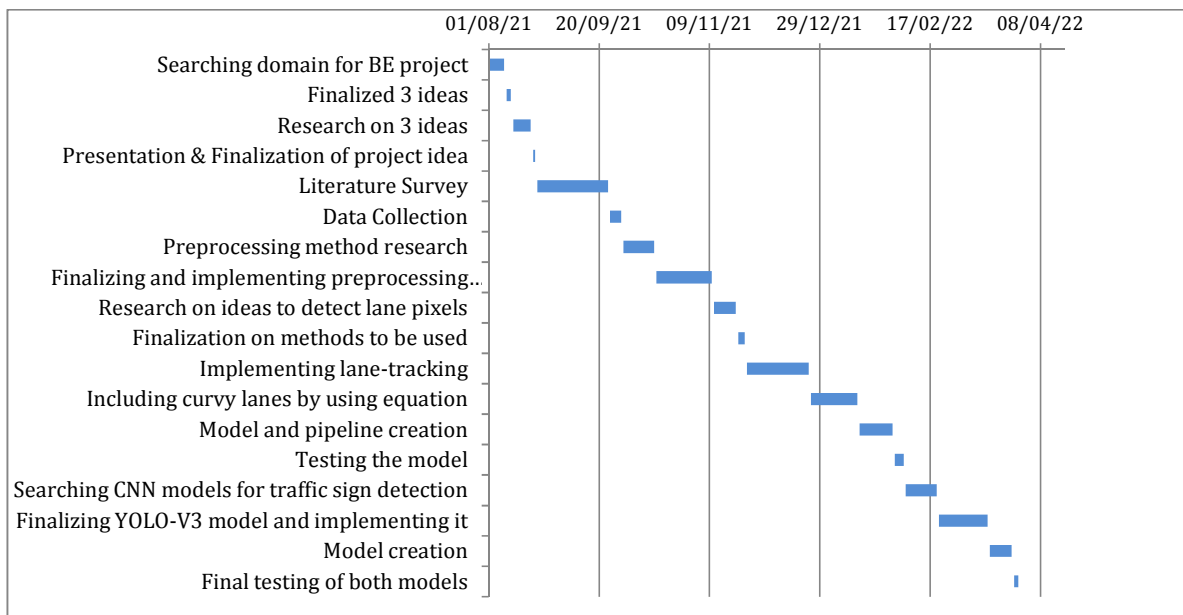 01/08/21 20/09/21 09/11/21 29/12/21 17/02/22 08/04/22
Searching domain for BE project
Finalized 3 ideas
Research on 3 ideas
Presentation & Finalization of project idea
Literature Survey
Data Collection
Preprocessing method research
Finalizing and implementing preprocessing…
Research on ideas to detect lane pixels
Finalization on methods to be used
Implementing lane-tracking
Including curvy lanes by using equation
Model and pipeline creation
Testing the model
Searching CNN models for traffic sign detection
Finalizing YOLO-V3 model and implementing it
Model creation
Final testing of both models